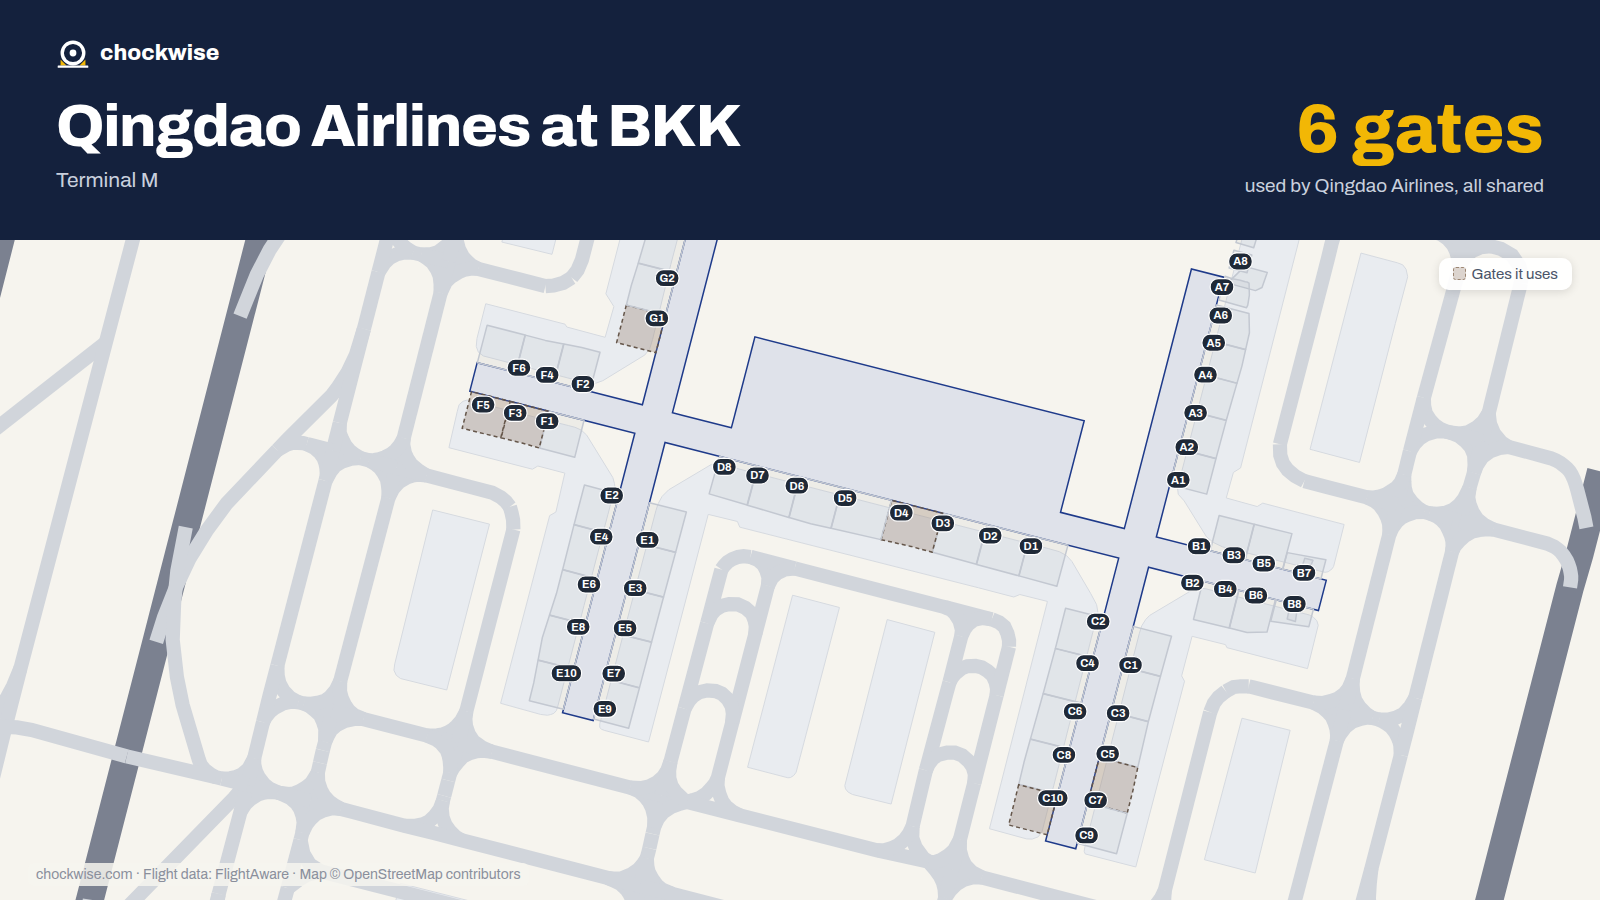 chockwise
Qingdao Airlines at BKK
Terminal M
6 gates
used by Qingdao Airlines, all shared
Gates it uses
A8
G2
A7
A6
G1
A5
F6
F4
A4
F2
F5
F3
A3
F1
A2
D8
D7
A1
D6
E2
D5
D4
D3
E4
D2
E1
D1
B1
B3
B5
B7
E6
E3
B2
B4
B6
B8
C2
E8
E5
C4
C1
E10
E7
E9
C6
C3
C8
C5
C10
C7
C9
chockwise.com · Flight data: FlightAware · Map © OpenStreetMap contributors